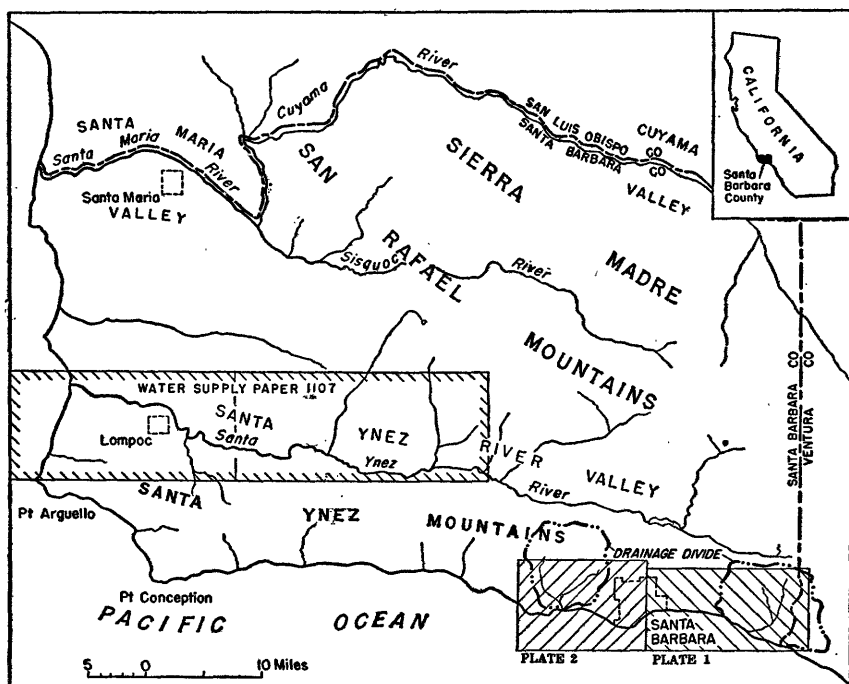 CALIFORNIA
Santa
Barbara
County
Cuyama
River
SAN LUIS OBISPO CO
SANTA BARBARA CO
CUYAMA
VALLEY
SANTA
MARIA
VALLEY
Santa Maria River
Santa Maria
SAN
RAFAEL
MOUNTAINS
SIERRA
MADRE
Sisquoc
River
WATER SUPPLY PAPER 1107
SANTA
YNEZ
RIVER
VALLEY
Santa
Ynez
River
Lompoc
SANTA BARBARA CO
VENTURA CO
Pt Arguello
SANTA
YNEZ
MOUNTAINS
DRAINAGE DIVIDE
Pt Conception
PACIFIC OCEAN
SANTA
BARBARA
PLATE 2
PLATE 1
5 0 10 Miles